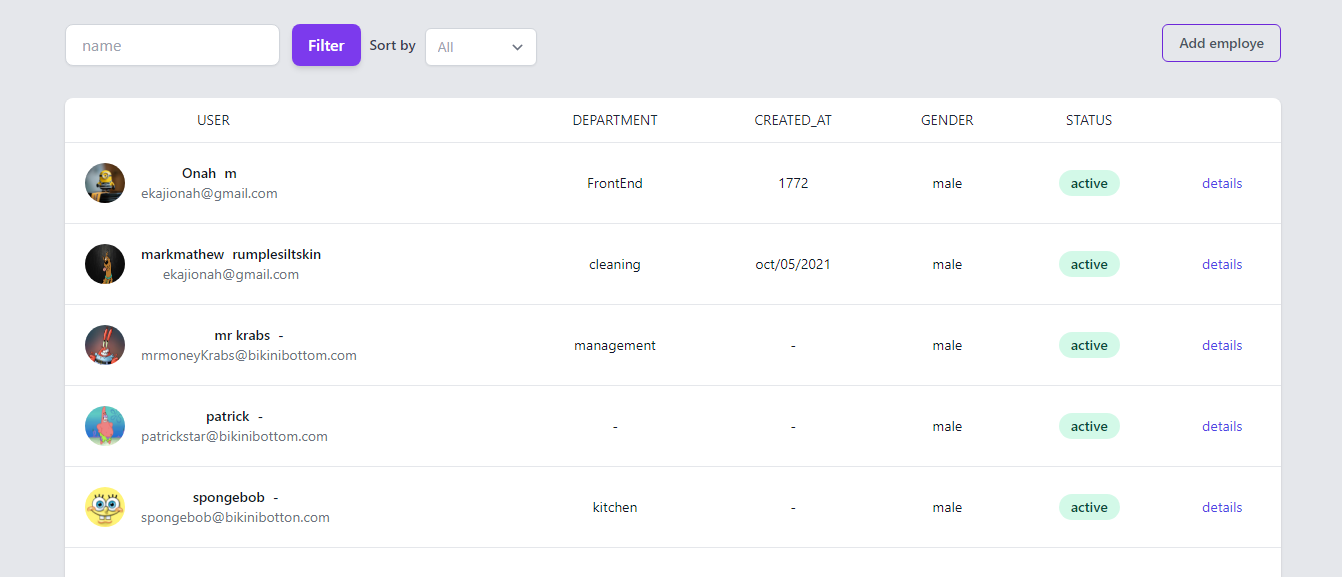 name Filter Sort by All Add employe
USER DEPARTMENT CREATED_AT GENDER STATUS
Onah m
ekajionah@gmail.com
FrontEnd 1772 male active details
markmathew rumplesiltskin
ekajionah@gmail.com
cleaning oct/05/2021 male active details
mr krabs -
mrmoneyKrabs@bikinibottom.com
management - male active details
patrick -
patrickstar@bikinibottom.com
- - male active details
spongebob -
spongebob@bikinibotton.com
kitchen - male active details